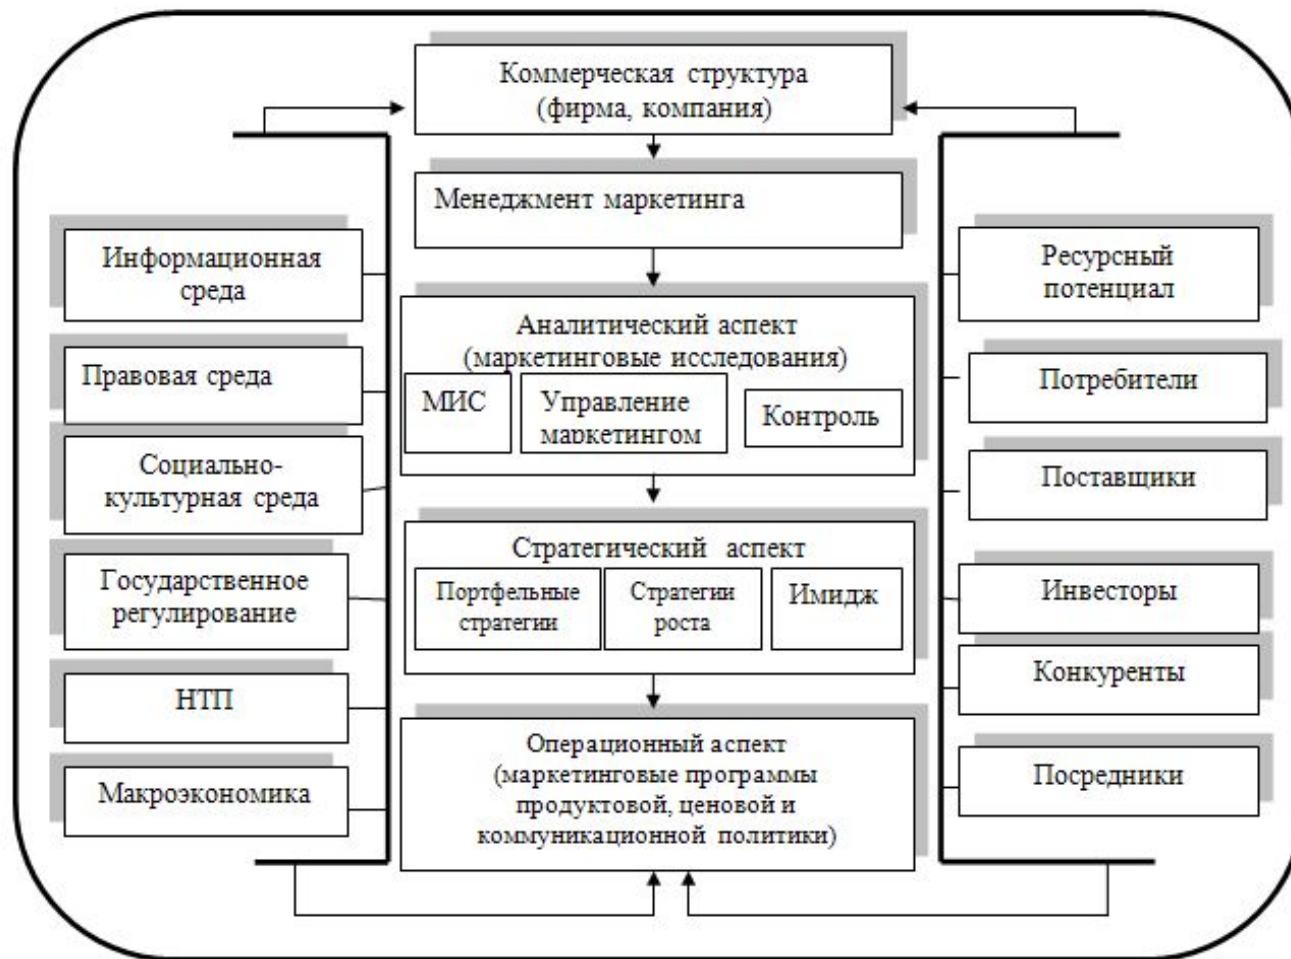 Коммерческая структура
(фирма, компания)
Менеджмент маркетинга
Информационная
среда
Правовая среда
Социально-
культурная среда
Государственное
регулирование
НТП
Макроэкономика
Аналитический аспект
(маркетинговые исследования)
МИС
Управление
маркетингом
Контроль
Стратегический аспект
Портфельные
стратегии
Стратегии
роста
Имидж
Операционный аспект
(маркетинговые программы
продуктовой, ценовой и
коммуникационной политики)
Ресурсный
потенциал
Потребители
Поставщики
Инвесторы
Конкуренты
Посредники